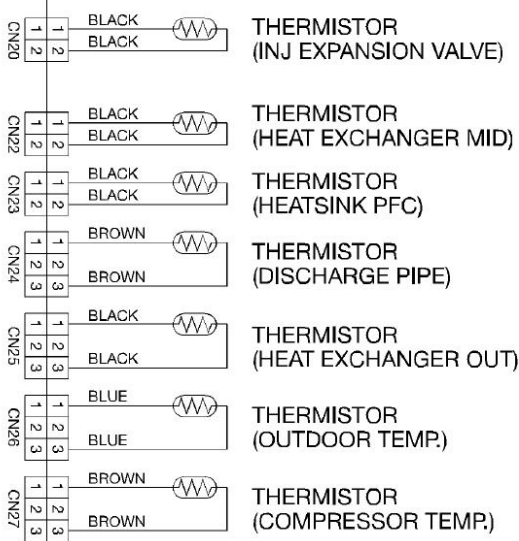 CN20 1 1 BLACK THERMISTOR
2 2 BLACK (INJ EXPANSION VALVE)
CN22 1 1 BLACK THERMISTOR
2 2 BLACK (HEAT EXCHANGER MID)
CN23 1 1 BLACK THERMISTOR
2 2 BLACK (HEATSINK PFC)
CN24 1 1 BROWN
2 2 THERMISTOR
3 3 BROWN (DISCHARGE PIPE)
CN25 1 1 BLACK
2 2 THERMISTOR
3 3 BLACK (HEAT EXCHANGER OUT)
CN26 1 1 BLUE
2 2 THERMISTOR
3 3 BLUE (OUTDOOR TEMP.)
CN27 1 1 BROWN
2 2 THERMISTOR
3 3 BROWN (COMPRESSOR TEMP.)